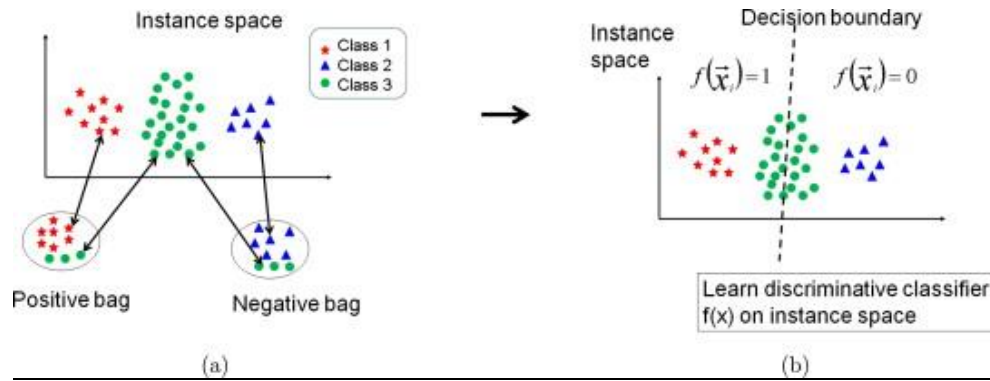 Instance space
Class 1
Class 2
Class 3
Positive bag
Negative bag
(a)
Decision boundary
Instance
space
f(x⃗ᵢ)=1
f(x⃗ᵢ)=0
Learn discriminative classifier
f(x) on instance space
(b)